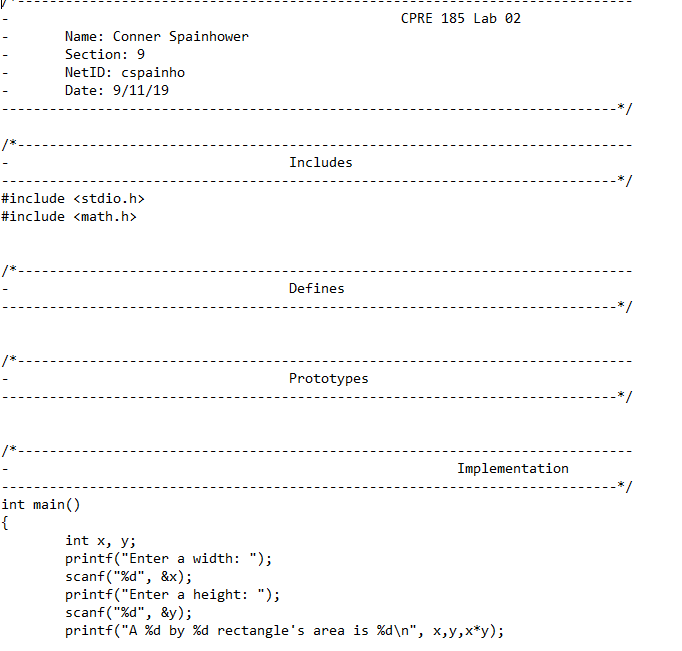 /*-----------------------------------------------------------------------------
- CPRE 185 Lab 02
- Name: Conner Spainhower
- Section: 9
- NetID: cspainho
- Date: 9/11/19
-----------------------------------------------------------------------------*/
/*-----------------------------------------------------------------------------
- Includes
-----------------------------------------------------------------------------*/
#include <stdio.h>
#include <math.h>
/*-----------------------------------------------------------------------------
- Defines
-----------------------------------------------------------------------------*/
/*-----------------------------------------------------------------------------
- Prototypes
-----------------------------------------------------------------------------*/
/*-----------------------------------------------------------------------------
- Implementation
-----------------------------------------------------------------------------*/
int main()
{
int x, y;
printf("Enter a width: ");
scanf("%d", &x);
printf("Enter a height: ");
scanf("%d", &y);
printf("A %d by %d rectangle's area is %d\n", x,y,x*y);